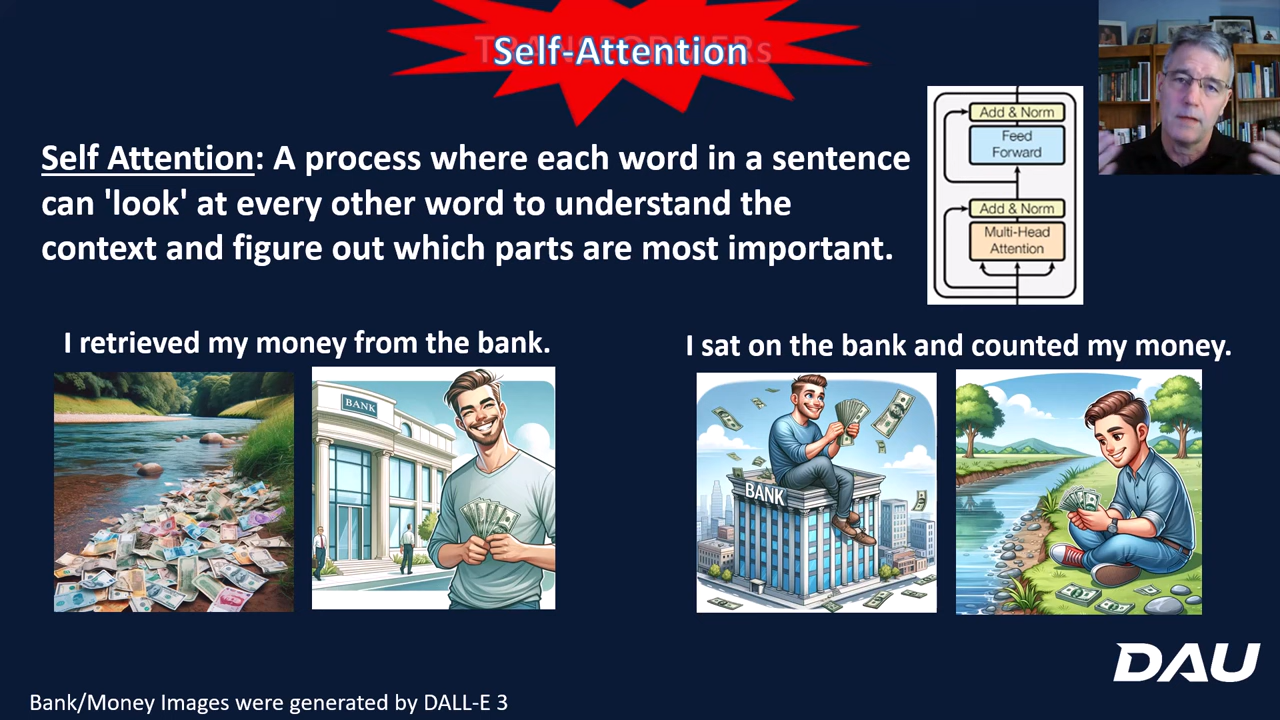 TRANSFORMERs
Self-Attention
Self Attention: A process where each word in a sentence
can 'look' at every other word to understand the
context and figure out which parts are most important.
Add & Norm
Feed
Forward
Add & Norm
Multi-Head
Attention
I retrieved my money from the bank.
I sat on the bank and counted my money.
BANK
BANK
DAU
Bank/Money Images were generated by DALL-E 3